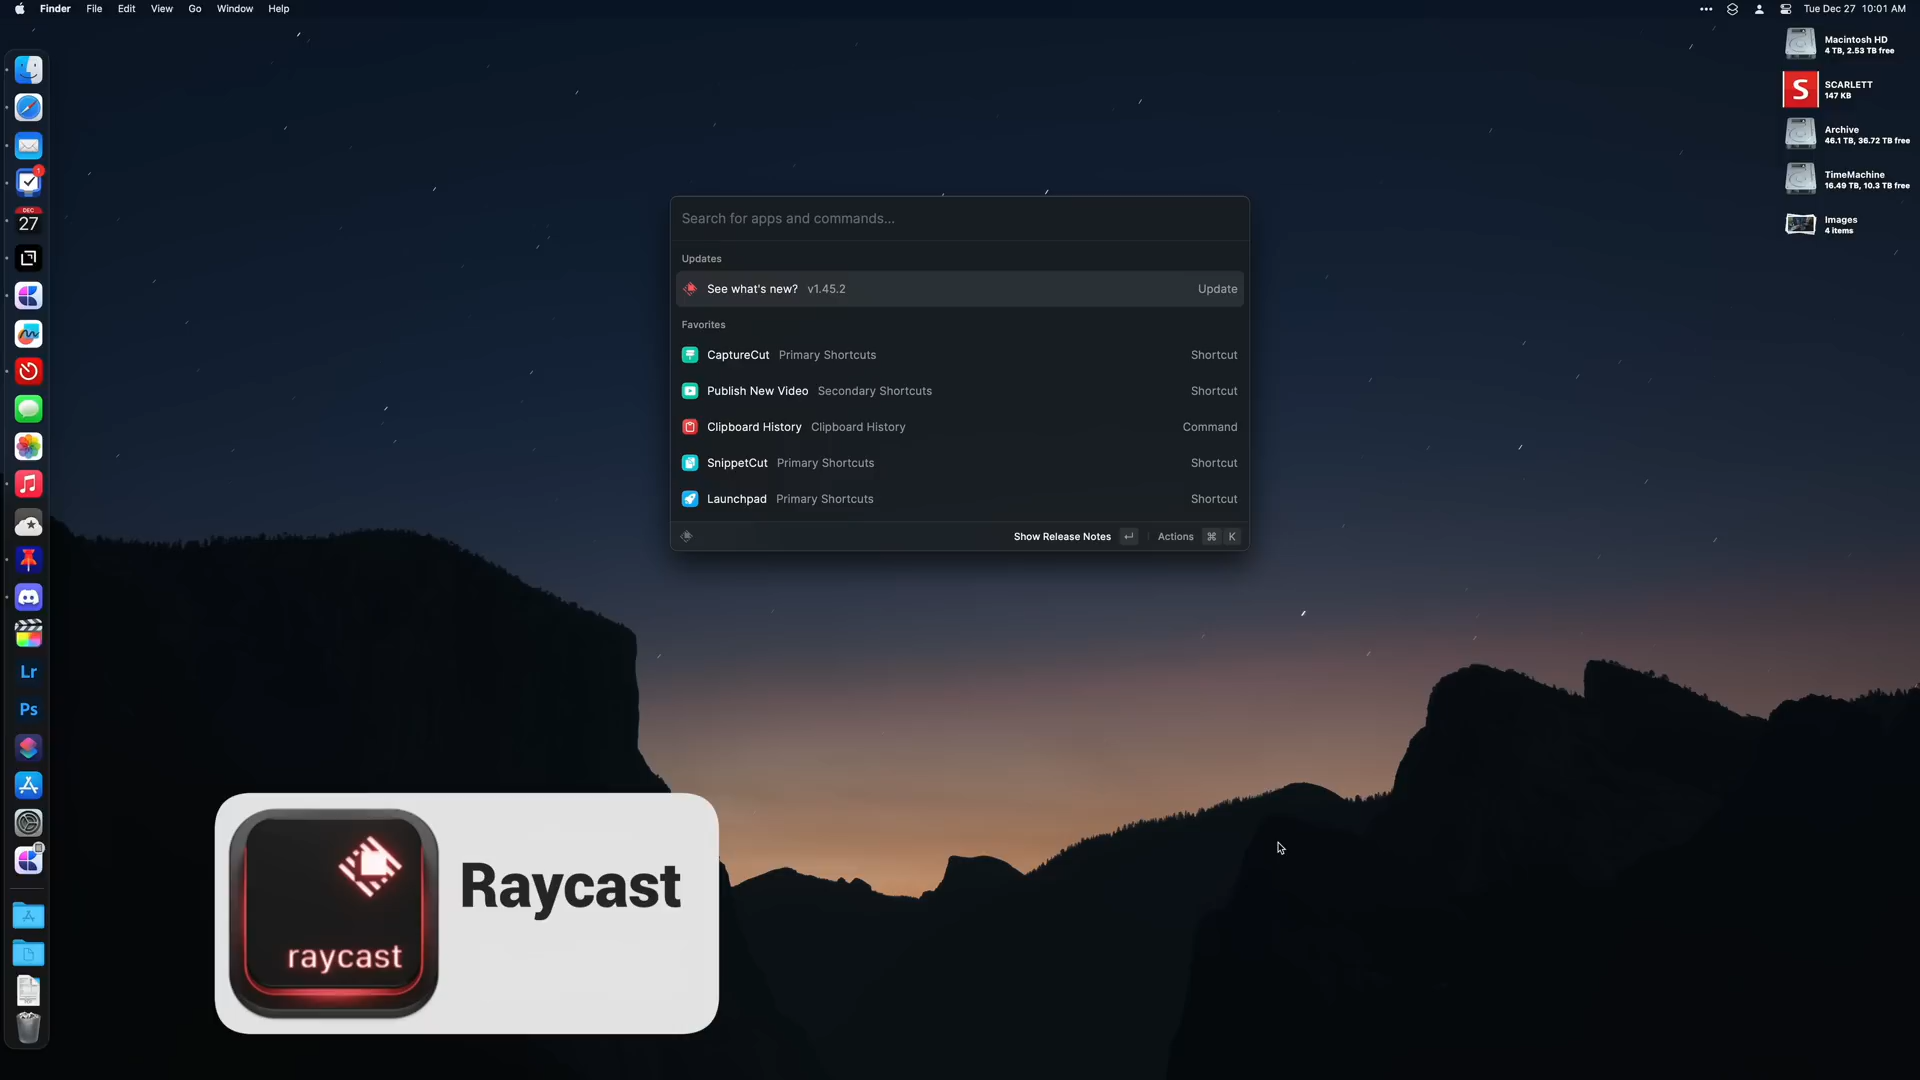 Finder File Edit View Go Window Help
Tue Dec 27 10:01 AM
Macintosh HD
4 TB, 2.53 TB free
SCARLETT
147 KB
Archive
46.1 TB, 36.72 TB free
TimeMachine
16.49 TB, 10.3 TB free
Images
4 items
S
1
DEC
27
Lr
Ps
Search for apps and commands...
Updates
See what's new? v1.45.2 Update
Favorites
CaptureCut Primary Shortcuts Shortcut
Publish New Video Secondary Shortcuts Shortcut
Clipboard History Clipboard History Command
SnippetCut Primary Shortcuts Shortcut
Launchpad Primary Shortcuts Shortcut
Show Release Notes ↵ Actions ⌘ K
raycast
Raycast